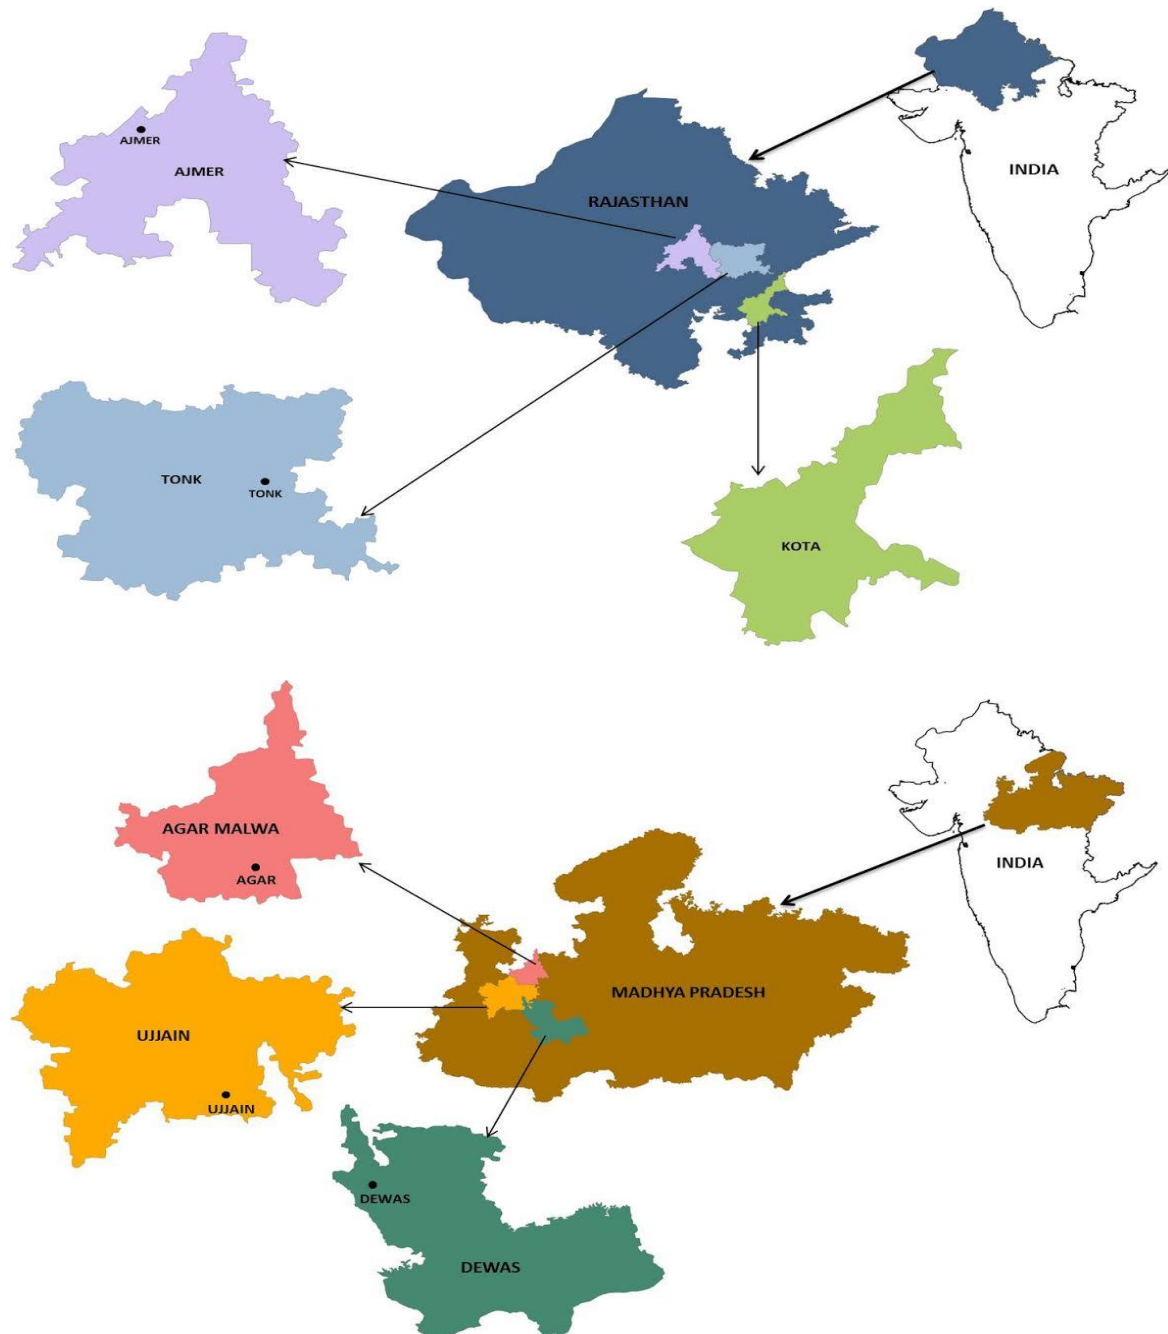 AJMER
AJMER
RAJASTHAN
INDIA
TONK
TONK
KOTA
AGAR MALWA
AGAR
INDIA
MADHYA PRADESH
UJJAIN
UJJAIN
DEWAS
DEWAS